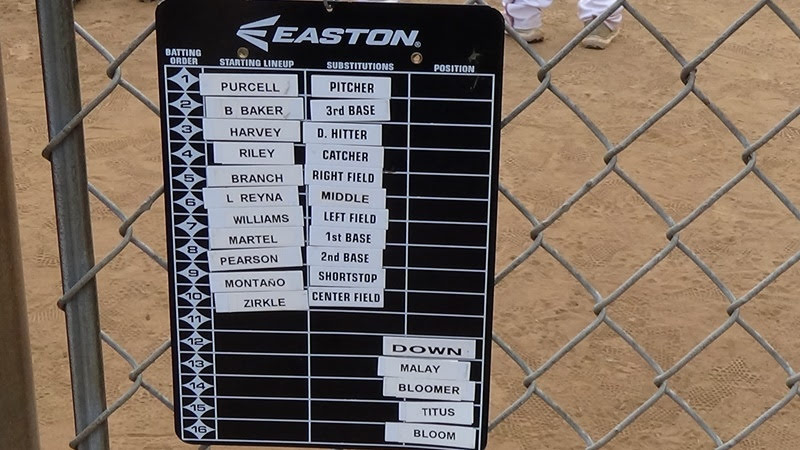 EASTON®
BATTING ORDER STARTING LINEUP SUBSTITUTIONS POSITION
1 PURCELL PITCHER
2 B BAKER 3rd BASE
3 HARVEY D. HITTER
4 RILEY CATCHER
5 BRANCH RIGHT FIELD
6 L REYNA MIDDLE
7 WILLIAMS LEFT FIELD
8 MARTEL 1st BASE
9 PEARSON 2nd BASE
10 MONTAÑO SHORTSTOP
ZIRKLE CENTER FIELD
11
12 DOWN
13 MALAY
14 BLOOMER
15 TITUS
16 BLOOM